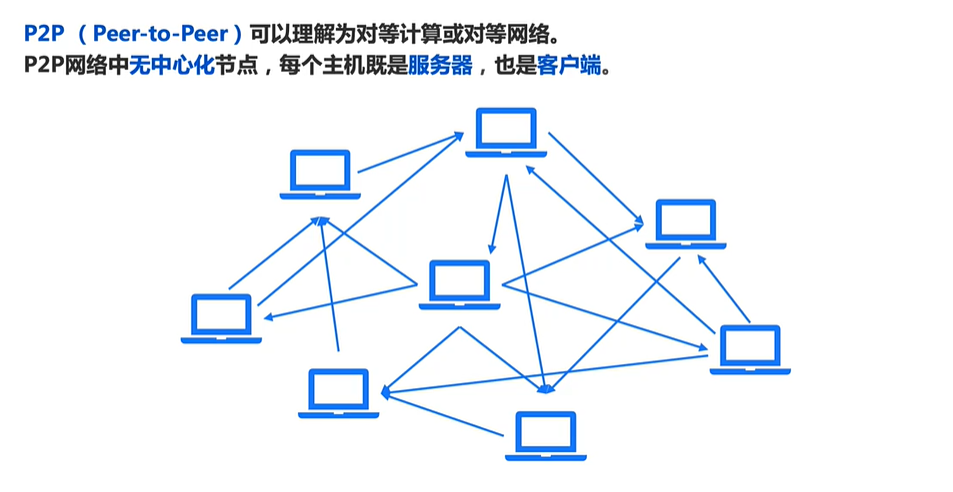 P2P （Peer-to-Peer）可以理解为对等计算或对等网络。
P2P网络中无中心化节点，每个主机既是服务器，也是客户端。